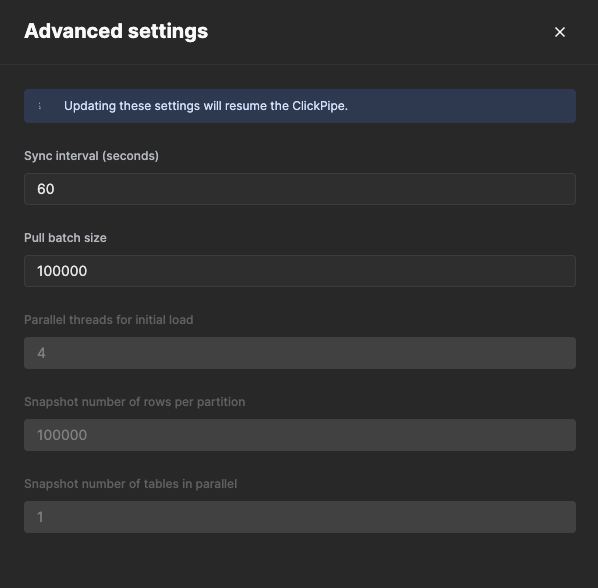 Advanced settings
Updating these settings will resume the ClickPipe.
Sync interval (seconds)
60
Pull batch size
100000
Parallel threads for initial load
4
Snapshot number of rows per partition
100000
Snapshot number of tables in parallel
1